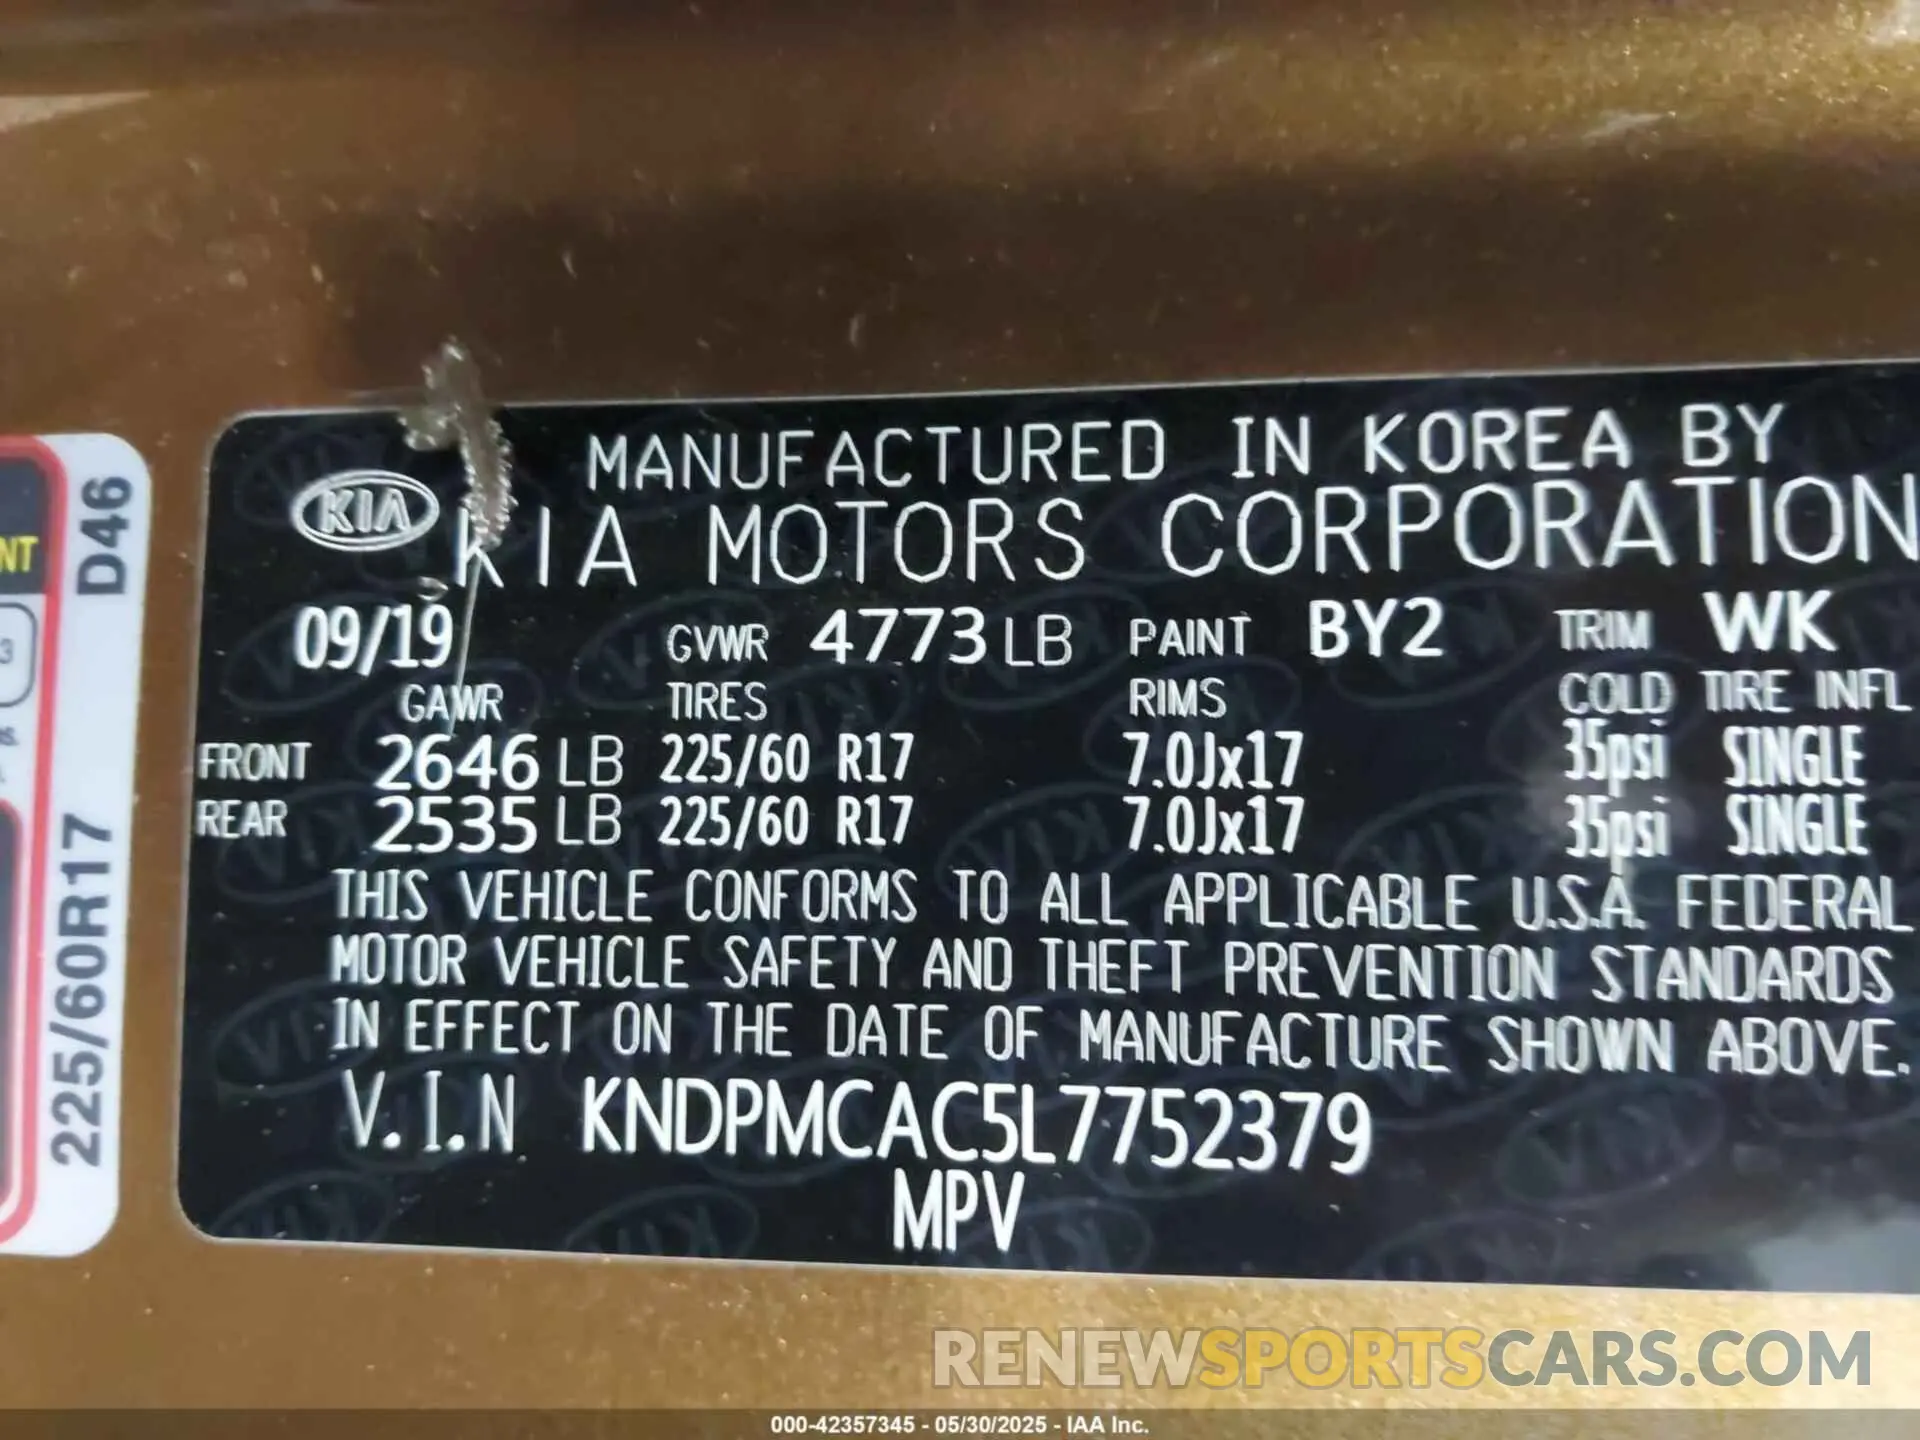 MANUFACTURED IN KOREA BY
KIA KIA MOTORS CORPORATION
09/19 GVWR 4773 LB PAINT BY2 TRIM WK
GAWR TIRES RIMS COLD TIRE INFL
FRONT 2646 LB 225/60 R17 7.0Jx17 35psi SINGLE
REAR 2535 LB 225/60 R17 7.0Jx17 35psi SINGLE
THIS VEHICLE CONFORMS TO ALL APPLICABLE U.S.A. FEDERAL
MOTOR VEHICLE SAFETY AND THEFT PREVENTION STANDARDS
IN EFFECT ON THE DATE OF MANUFACTURE SHOWN ABOVE.
V.I.N KNDPMCAC5L7752379
MPV
D46
225/60R17
NT
3
RENEWSPORTSCARS.COM
000-42357345 - 05/30/2025 - IAA Inc.